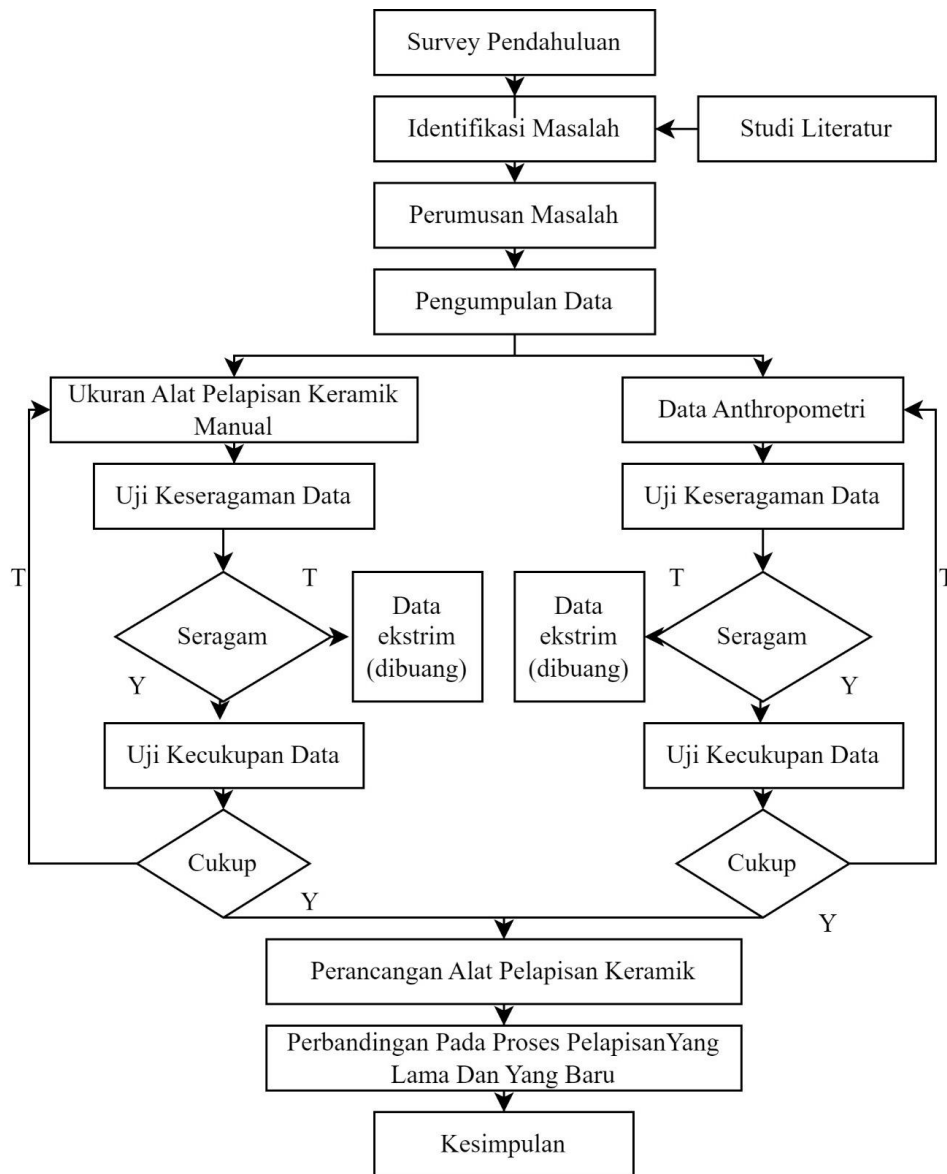 Survey Pendahuluan
Identifikasi Masalah
Studi Literatur
Perumusan Masalah
Pengumpulan Data
Ukuran Alat Pelapisan Keramik
Manual
Data Anthropometri
Uji Keseragaman Data
Uji Keseragaman Data
T
T
T
T
Seragam
Data
ekstrim
(dibuang)
Data
ekstrim
(dibuang)
Seragam
Y
Y
Uji Kecukupan Data
Uji Kecukupan Data
Cukup
Cukup
Y
Y
Perancangan Alat Pelapisan Keramik
Perbandingan Pada Proses PelapisanYang
Lama Dan Yang Baru
Kesimpulan